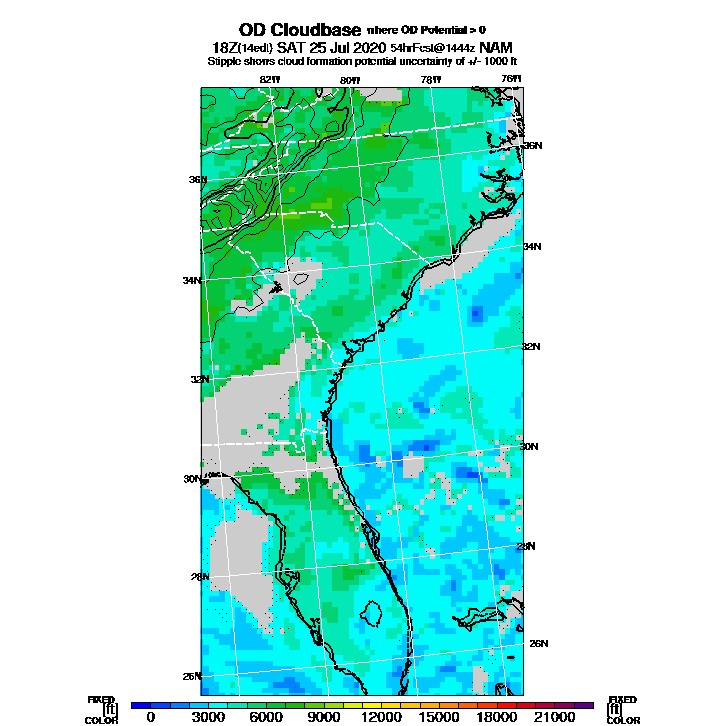 OD Cloudbase where OD Potential > 0
18Z(14edt) SAT 25 Jul 2020 54hrFcst@1444z NAM
Stipple shows cloud formation potential uncertainty of +/- 1000 ft
82W 80W 78W 76W
36N
36N
34N
34N
32N
32N
30N
30N
28N
28N
26N
26N
FIXED FIXED
[ft] [ft]
COLOR 0 3000 6000 9000 12000 15000 18000 21000 COLOR